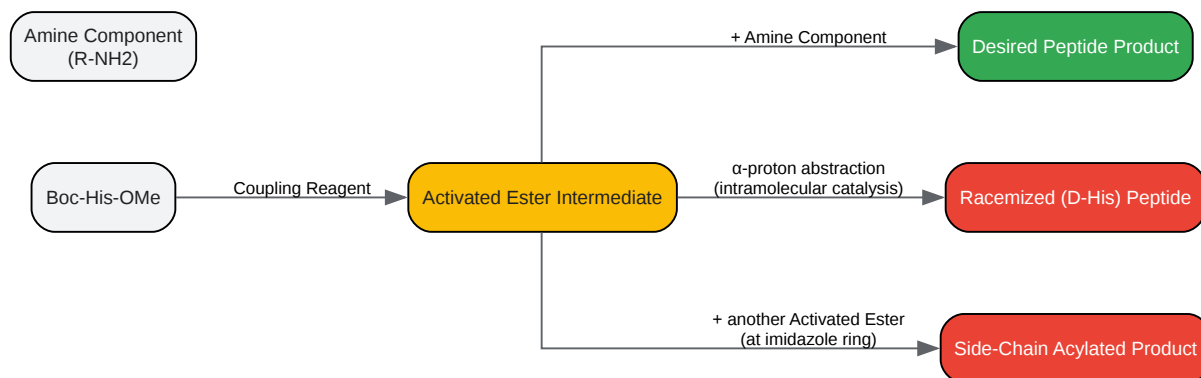 Amine Component
(R-NH2)
+ Amine Component
Desired Peptide Product
Boc-His-OMe
Coupling Reagent
Activated Ester Intermediate
α-proton abstraction
(intramolecular catalysis)
Racemized (D-His) Peptide
+ another Activated Ester
(at imidazole ring)
Side-Chain Acylated Product